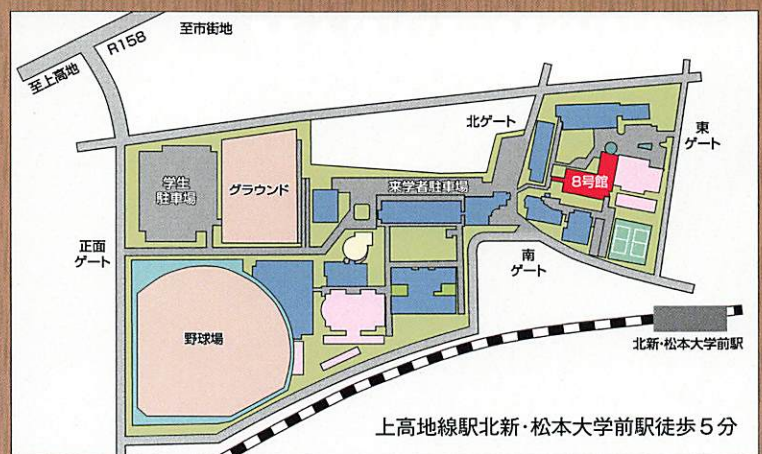 至市街地
R158
至上高地
北ゲート
東
ゲート
学生
駐車場
グラウンド
来学者駐車場
8号館
正面
ゲート
南
ゲート
野球場
北新・松本大学前駅
上高地線駅北新・松本大学前駅徒歩5分